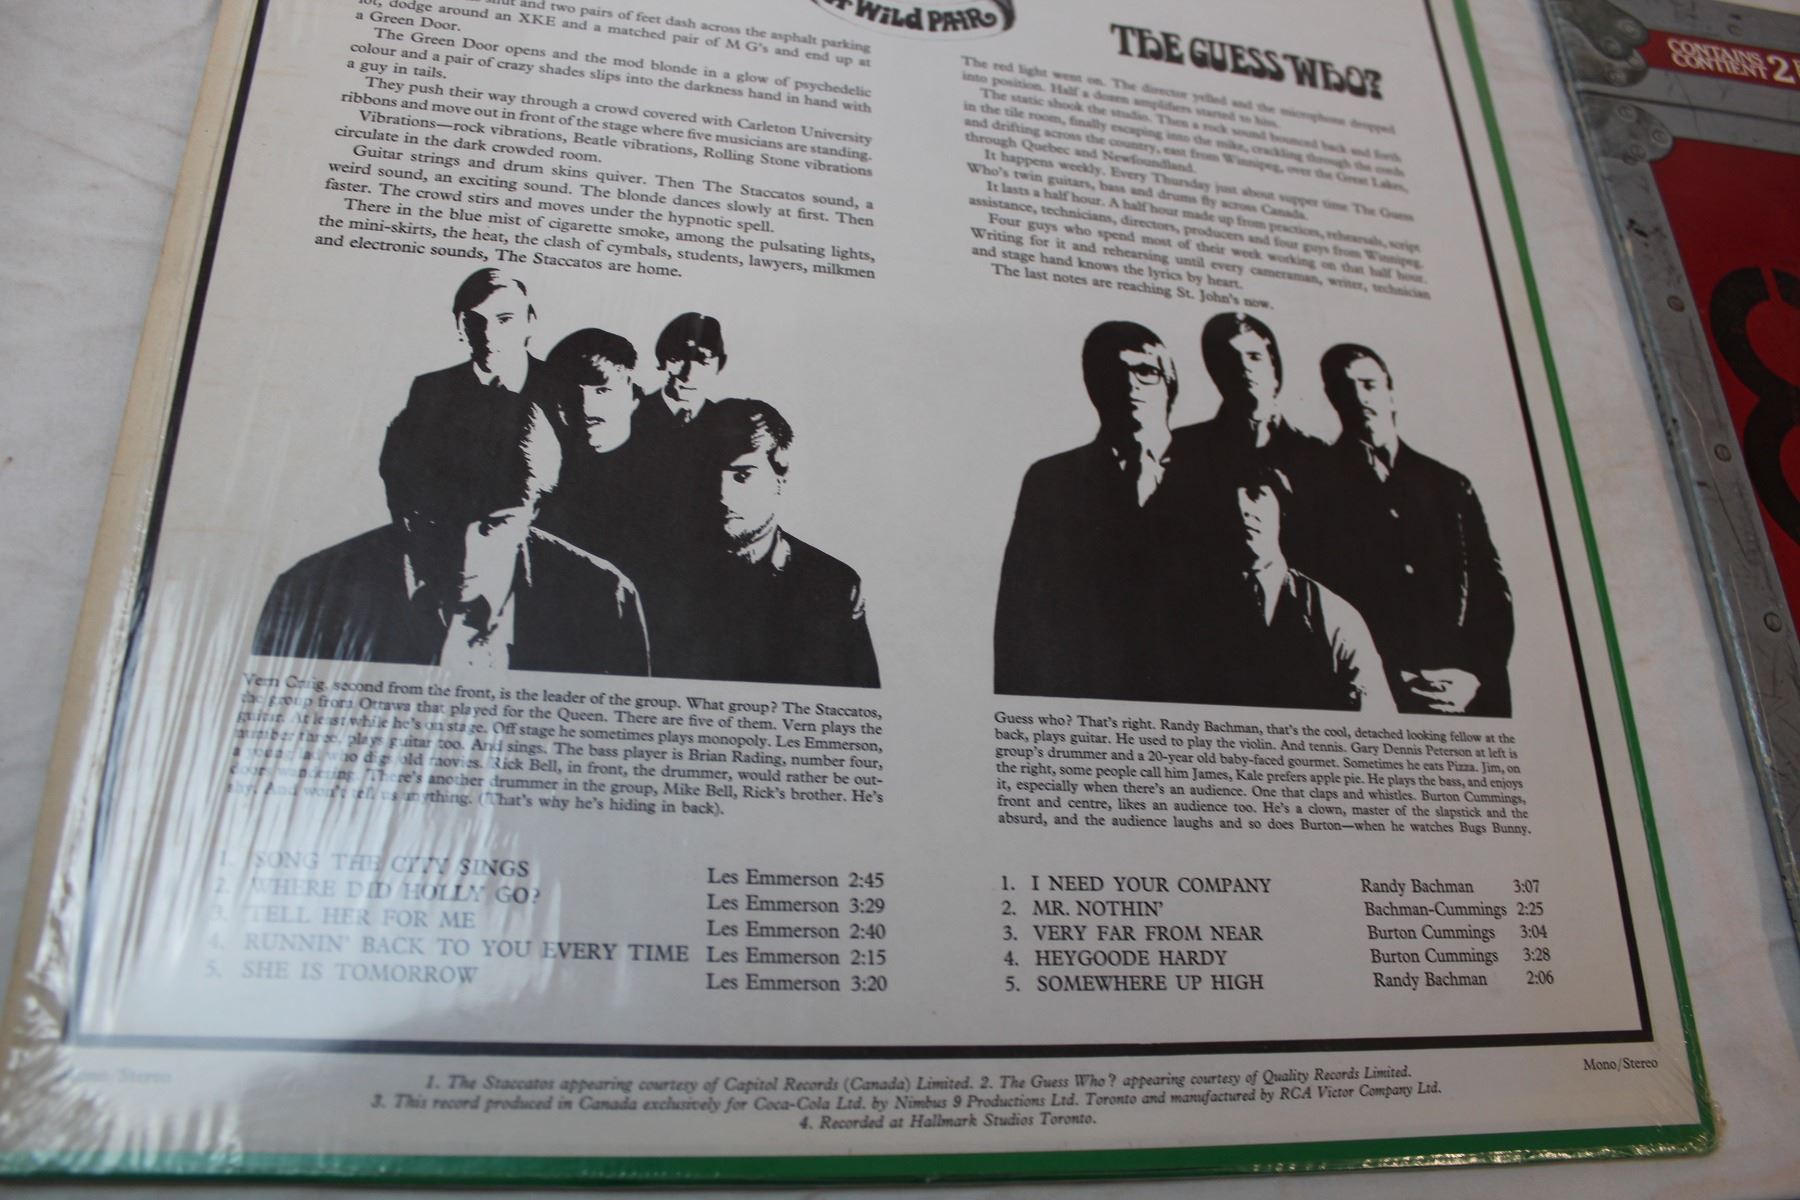 and two pairs of feet dash across the asphalt parking
lot, dodge around an XKE and a matched pair of M G's and end up at
a Green Door.
The Green Door opens and the mod blonde in a glow of psychedelic
colour and a pair of crazy shades slips into the darkness hand in hand with
a guy in tails.
They push their way through a crowd covered with Carleton University
ribbons and move out in front of the stage where five musicians are standing.
Vibrations—rock vibrations, Beatle vibrations, Rolling Stone vibrations
circulate in the dark crowded room.
Guitar strings and drum skins quiver. Then The Staccatos sound, a
weird sound, an exciting sound. The blonde dances slowly at first. Then
faster. The crowd stirs and moves under the hypnotic spell.
There in the blue mist of cigarette smoke, among the pulsating lights,
the mini-skirts, the heat, the clash of cymbals, students, lawyers, milkmen
and electronic sounds, The Staccatos are home.
Vern Craig, second from the front, is the leader of the group. What group? The Staccatos,
the group from Ottawa that played for the Queen. There are five of them. Vern plays the
guitar. At least while he's on stage. Off stage he sometimes plays monopoly. Les Emmerson,
number three, plays guitar too. And sings. The bass player is Brian Rading, number four,
a young lad who digs old movies. Rick Bell, in front, the drummer, would rather be out-
doors wandering. There's another drummer in the group, Mike Bell, Rick's brother. He's
shy. And won't tell us anything. (That's why he's hiding in back).
1. SONG THE CITY SINGS Les Emmerson 2:45
2. WHERE DID HOLLY GO? Les Emmerson 3:29
3. TELL HER FOR ME Les Emmerson 2:40
4. RUNNIN' BACK TO YOU EVERY TIME Les Emmerson 2:15
5. SHE IS TOMORROW Les Emmerson 3:20
WILD PAIR
THE GUESS WHO?
The red light went on. The director yelled and the microphone dropped
into position. Half a dozen amplifiers started to him.
The static shook the studio. Then a rock sound bounced back and forth
in the tile room, finally escaping into the mike, crackling through the cords
and drifting across the country, east from Winnipeg, over the Great Lakes,
through Quebec and Newfoundland.
It happens weekly. Every Thursday just about supper time The Guess
Who's twin guitars, bass and drums fly across Canada.
It lasts a half hour. A half hour made up from practices, rehearsals, script
assistance, technicians, directors, producers and four guys from Winnipeg.
Four guys who spend most of their week working on that half hour.
Writing for it and rehearsing until every cameraman, writer, technician
and stage hand knows the lyrics by heart.
The last notes are reaching St. John's now.
Guess who? That's right. Randy Bachman, that's the cool, detached looking fellow at the
back, plays guitar. He used to play the violin. And tennis. Gary Dennis Peterson at left is
group's drummer and a 20-year old baby-faced gourmet. Sometimes he eats Pizza. Jim, on
the right, some people call him James, Kale prefers apple pie. He plays the bass, and enjoys
it, especially when there's an audience. One that claps and whistles. Burton Cummings,
front and centre, likes an audience too. He's a clown, master of the slapstick and the
absurd, and the audience laughs and so does Burton—when he watches Bugs Bunny.
1. I NEED YOUR COMPANY Randy Bachman 3:07
2. MR. NOTHIN' Bachman-Cummings 2:25
3. VERY FAR FROM NEAR Burton Cummings 3:04
4. HEYGOODE HARDY Burton Cummings 3:28
5. SOMEWHERE UP HIGH Randy Bachman 2:06
Mono/Stereo
Mono/Stereo
1. The Staccatos appearing courtesy of Capitol Records (Canada) Limited. 2. The Guess Who? appearing courtesy of Quality Records Limited.
3. This record produced in Canada exclusively for Coca-Cola Ltd. by Nimbus 9 Productions Ltd. Toronto and manufactured by RCA Victor Company Ltd.
4. Recorded at Hallmark Studios Toronto.
CONTAINS
CONTIENT 2